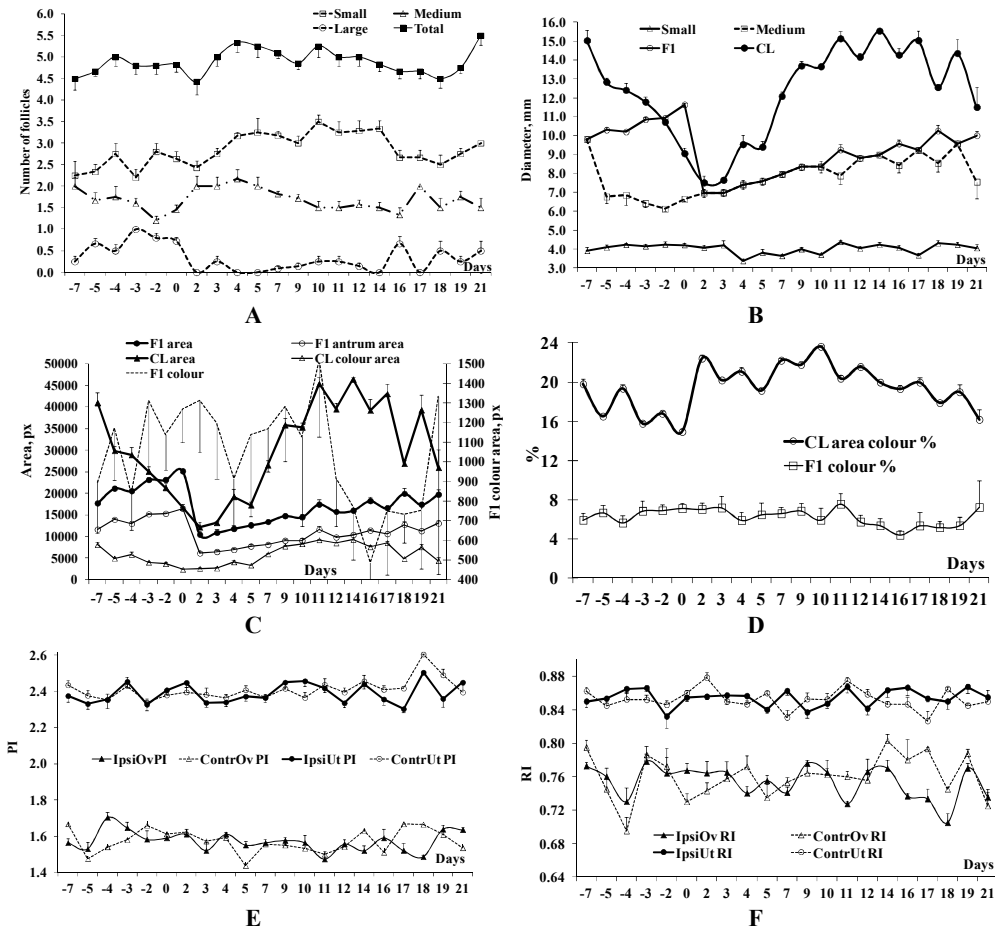 Small Medium
Large Total
Number of follicles
6.0
5.5
5.0
4.5
4.0
3.5
3.0
2.5
2.0
1.5
1.0
0.5
0.0
Days
-7 -5 -4 -3 -2 0 2 3 4 5 7 9 10 11 12 14 16 17 18 19 21
A
Small Medium
F1 CL
Diameter, mm
16.0
15.0
14.0
13.0
12.0
11.0
10.0
9.0
8.0
7.0
6.0
5.0
4.0
3.0
Days
-7 -5 -4 -3 -2 0 2 3 4 5 7 9 10 11 12 14 16 17 18 19 21
B
F1 area F1 antrum area
CL area CL colour area
F1 colour
Area, px
50000
45000
40000
35000
30000
25000
20000
15000
10000
5000
0
1500
1400
1300
1200
1100
1000
900
800
700
600
500
400
F1 colour area, px
Days
-7 -5 -4 -3 -2 0 2 3 4 5 7 9 10 11 12 14 16 17 18 19 21
C
%
24
20
16
12
8
4
0
CL area colour %
F1 colour %
Days
-7 -5 -4 -3 -2 0 2 3 4 5 7 9 10 11 12 14 16 17 18 19 21
D
PI
2.6
2.4
2.2
2.0
1.8
1.6
1.4
IpsiOv PI ContrOv PI IpsiUt PI ContrUt PI
Days
-7 -5 -4 -3 -2 0 2 3 4 5 7 9 10 11 12 14 16 17 18 19 21
E
RI
0.88
0.84
0.80
0.76
0.72
0.68
0.64
IpsiOv RI ContrOv RI
IpsiUt RI ContrUt RI
Days
-7 -5 -4 -3 -2 0 2 3 4 5 7 9 10 11 12 14 16 17 18 19 21
F